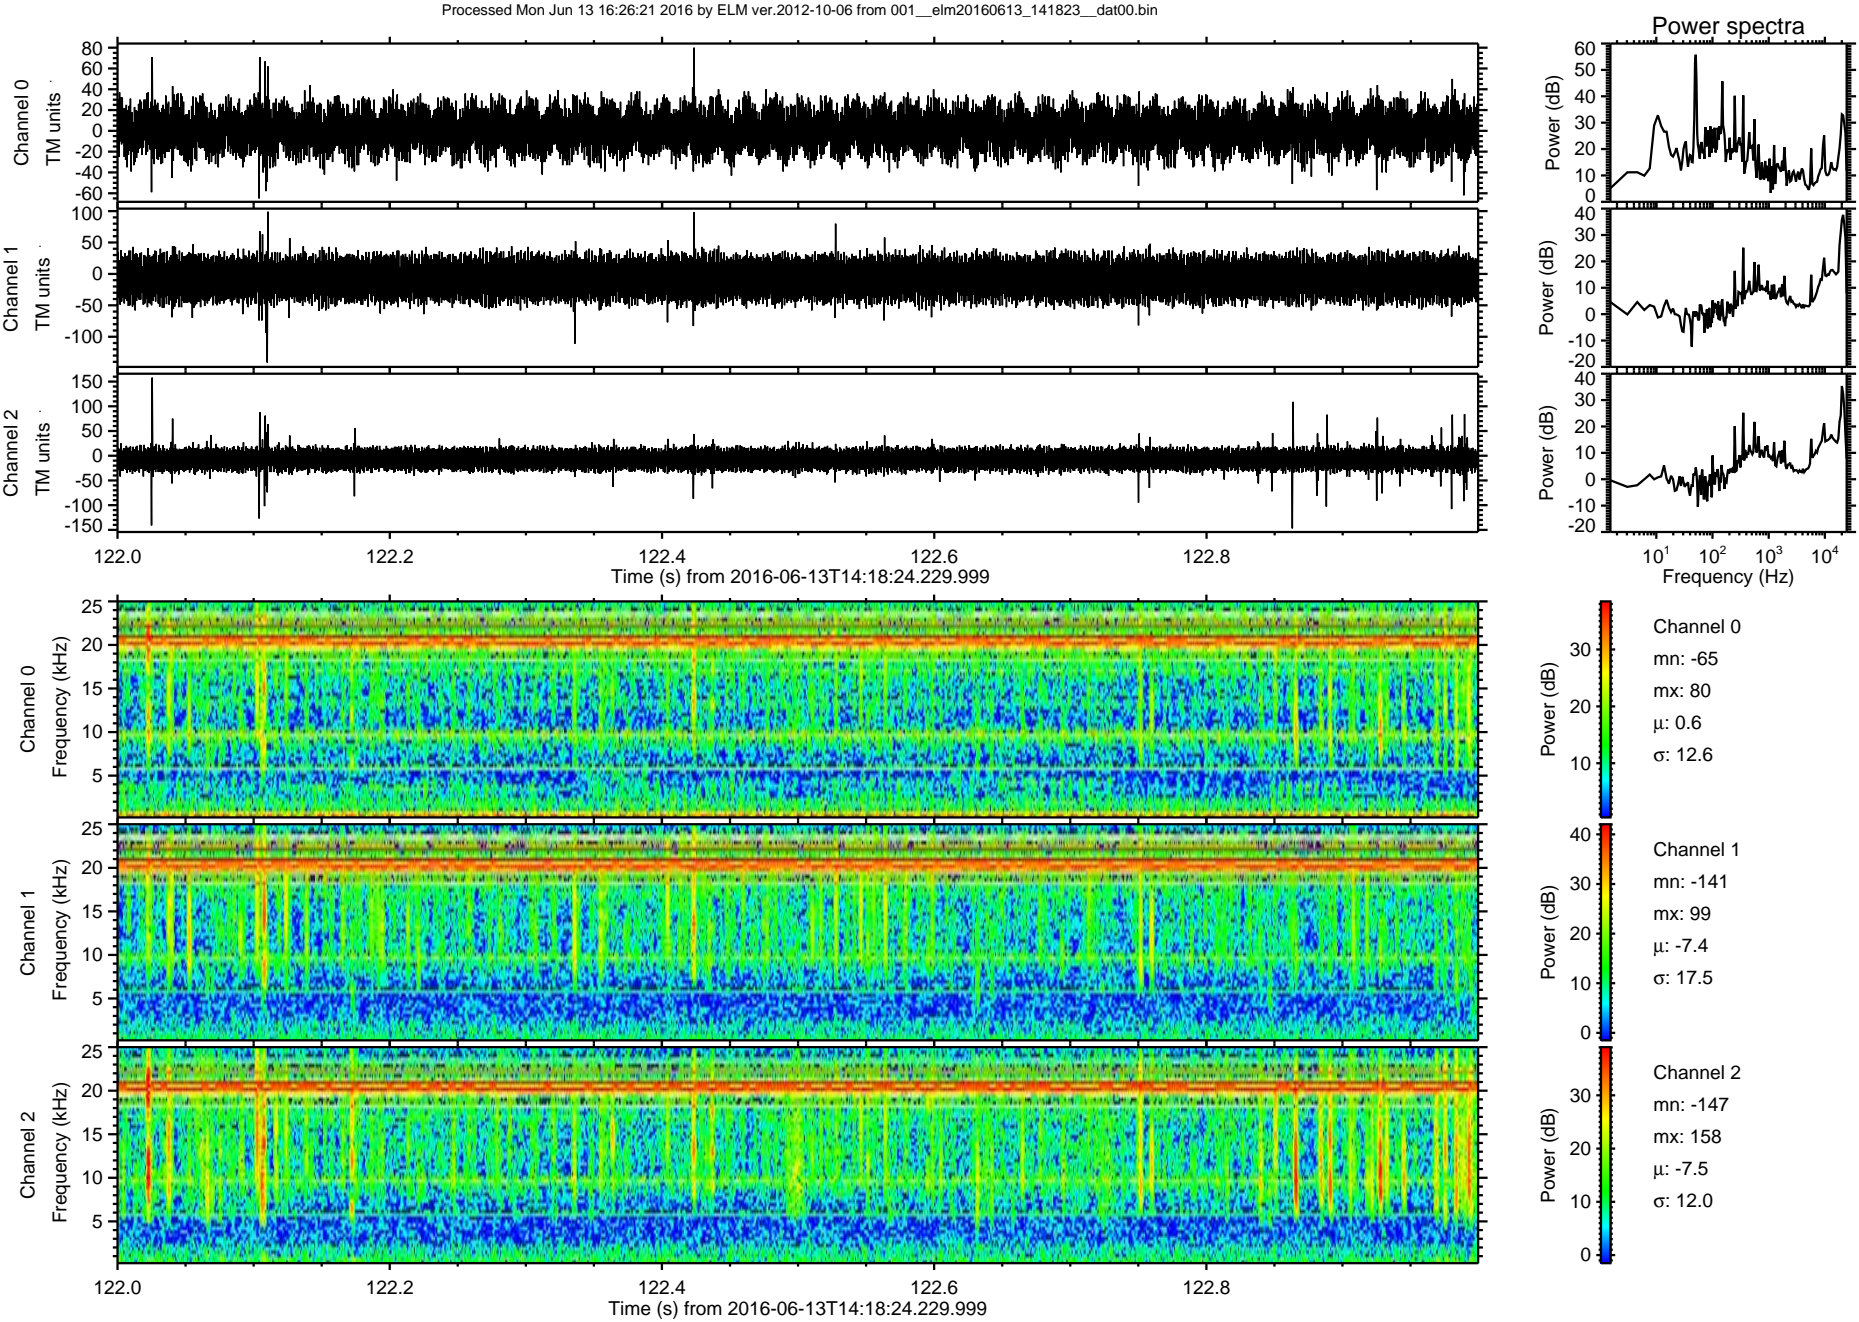 Processed Mon Jun 13 16:26:21 2016 by ELM ver.2012-10-06 from 001__elm20160613_141823__dat00.bin
Power spectra
Channel 0
TM units
80
60
40
20
0
-20
-40
-60
Power (dB)
60
50
40
30
20
10
0
Channel 1
TM units
100
50
0
-50
-100
Power (dB)
40
30
20
10
0
-10
-20
Channel 2
TM units
150
100
50
0
-50
-100
-150
Power (dB)
40
30
20
10
0
-10
-20
122.0 122.2 122.4 122.6 122.8
Time (s) from 2016-06-13T14:18:24.229.999
10^1 10^2 10^3 10^4
Frequency (Hz)
Channel 0
Frequency (kHz)
25
20
15
10
5
Power (dB)
30
20
10
Channel 0
mn: -65
mx: 80
μ: 0.6
σ: 12.6
Channel 1
Frequency (kHz)
25
20
15
10
5
Power (dB)
40
30
20
10
0
Channel 1
mn: -141
mx: 99
μ: -7.4
σ: 17.5
Channel 2
Frequency (kHz)
25
20
15
10
5
Power (dB)
30
20
10
0
Channel 2
mn: -147
mx: 158
μ: -7.5
σ: 12.0
122.0 122.2 122.4 122.6 122.8
Time (s) from 2016-06-13T14:18:24.229.999